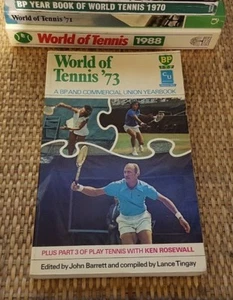 BP YEAR BOOK OF WORLD TENNIS 1970
World of Tennis '71
World of Tennis 1988
World of
Tennis '73
BP
CU
A BP AND COMMERCIAL UNION YEARBOOK
PLUS PART 3 OF PLAY TENNIS WITH KEN ROSEWALL
Edited by John Barrett and compiled by Lance Tingay